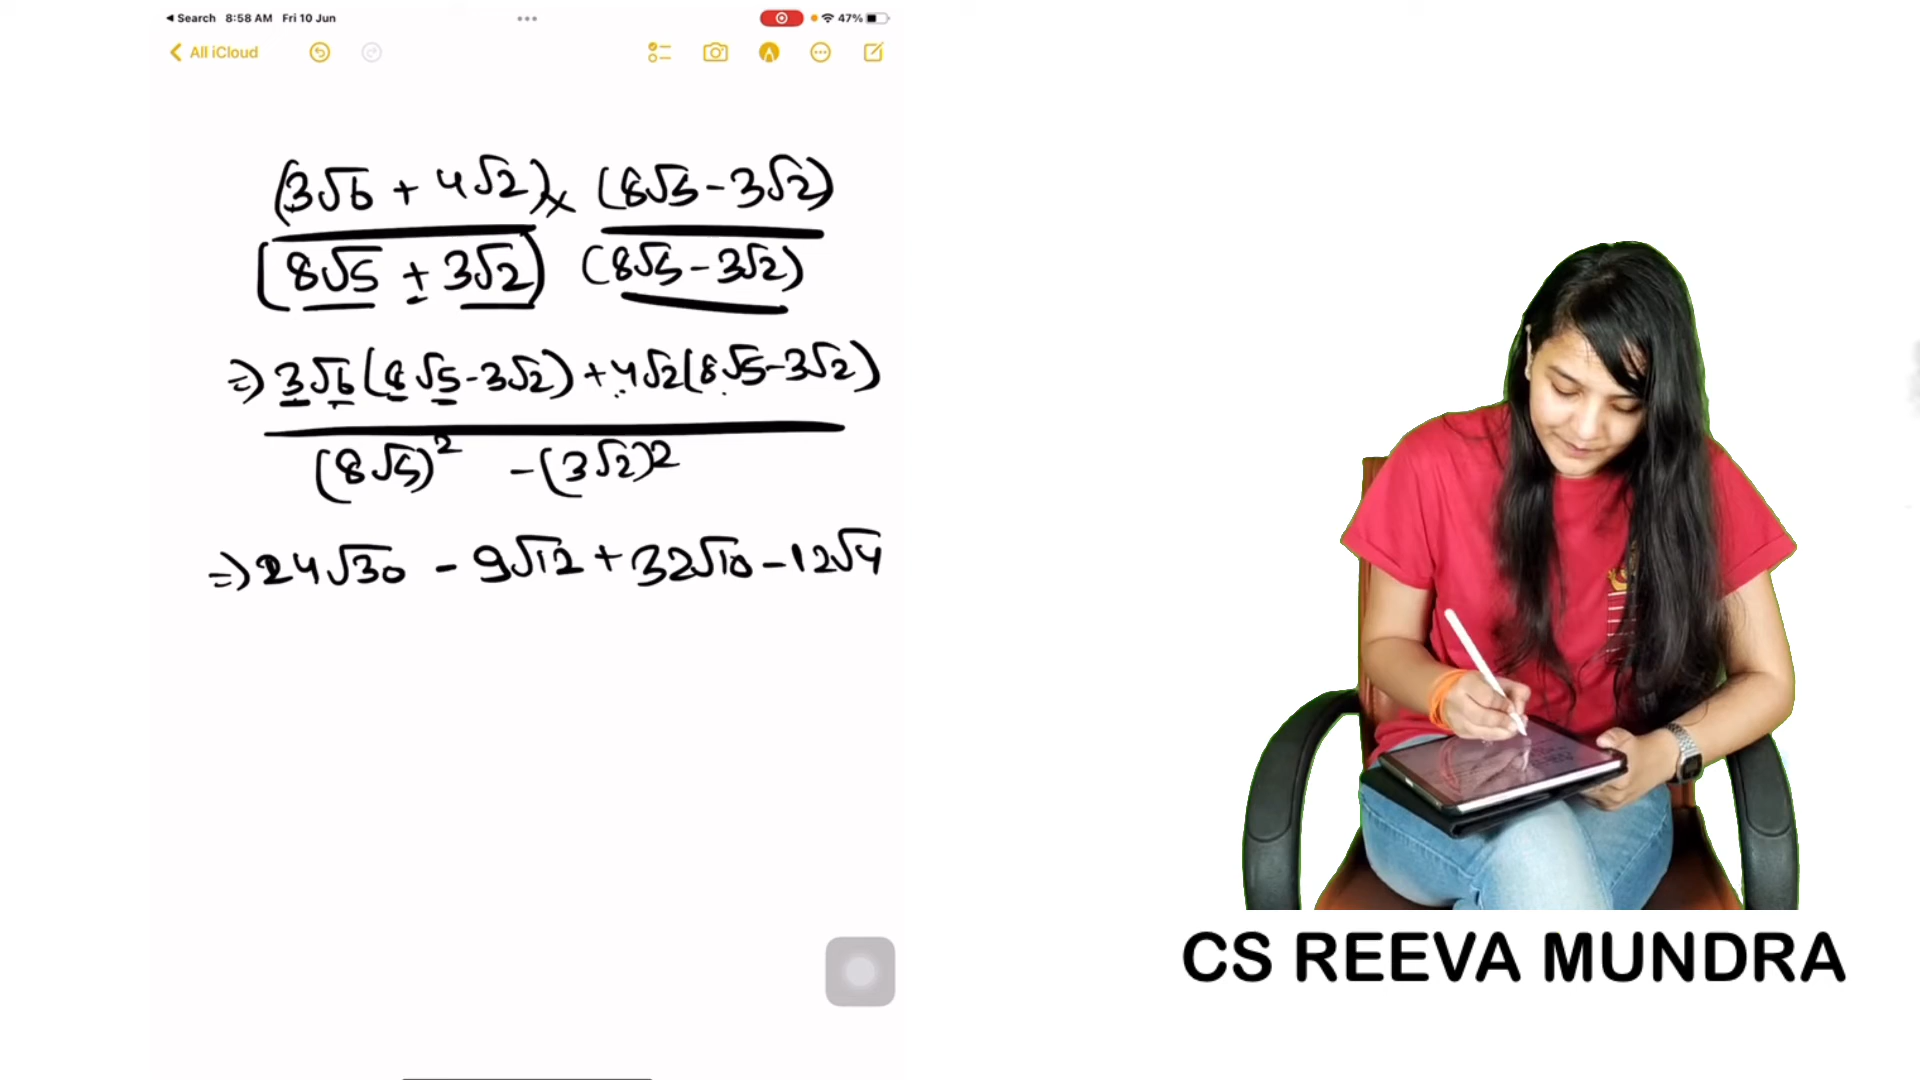 Search 8:58 AM Fri 10 Jun 47%
All iCloud
(3√6 + 4√2) × (8√5 - 3√2)
(8√5 + 3√2) (8√5 - 3√2)
⇒ 3√6(8√5 - 3√2) + 4√2(8√5 - 3√2)
(8√5)² - (3√2)²
⇒ 24√30 - 9√12 + 32√10 - 12√4
CS REEVA MUNDRA